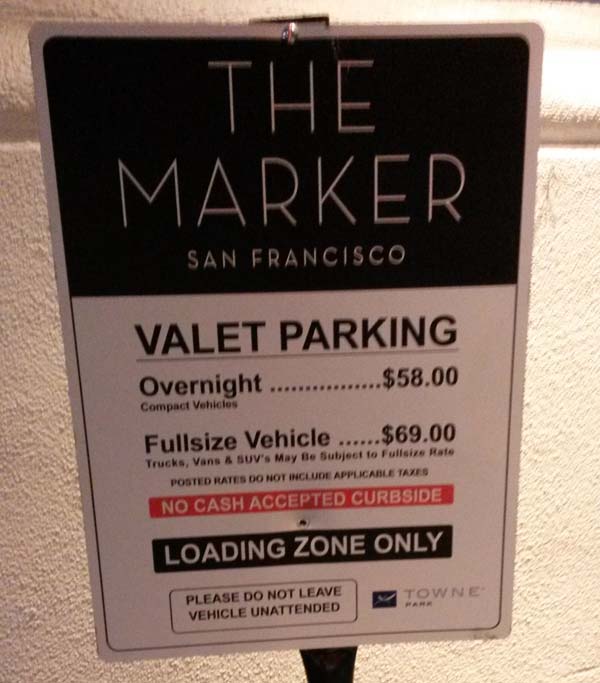 THE
MARKER
SAN FRANCISCO
VALET PARKING
Overnight ................$58.00
Compact Vehicles
Fullsize Vehicle ......$69.00
Trucks, Vans & SUV's May Be Subject to Fullsize Rate
POSTED RATES DO NOT INCLUDE APPLICABLE TAXES
NO CASH ACCEPTED CURBSIDE
LOADING ZONE ONLY
PLEASE DO NOT LEAVE
VEHICLE UNATTENDED
TOWNE
PARK